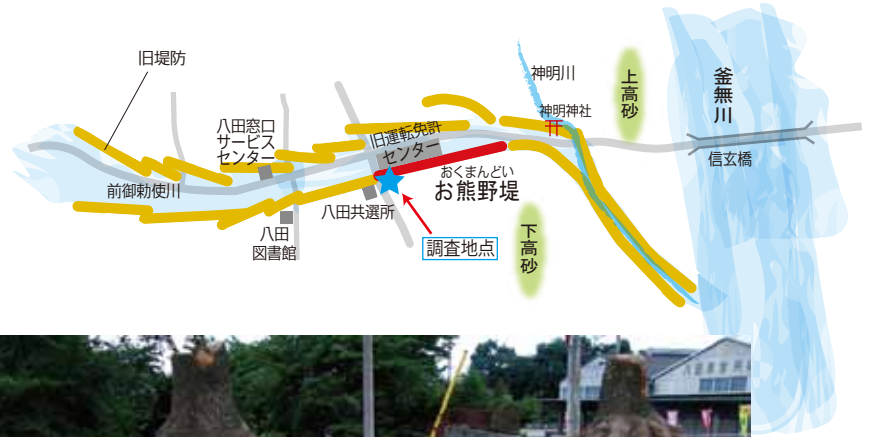 旧堤防
八田窓口
サービス
センター
前御勅使川
八田
図書館
八田共選所
旧運転免許
センター
おくまんどい
お熊野堤
調査地点
神明川
神明神社
上高砂
下高砂
釜無川
信玄橋